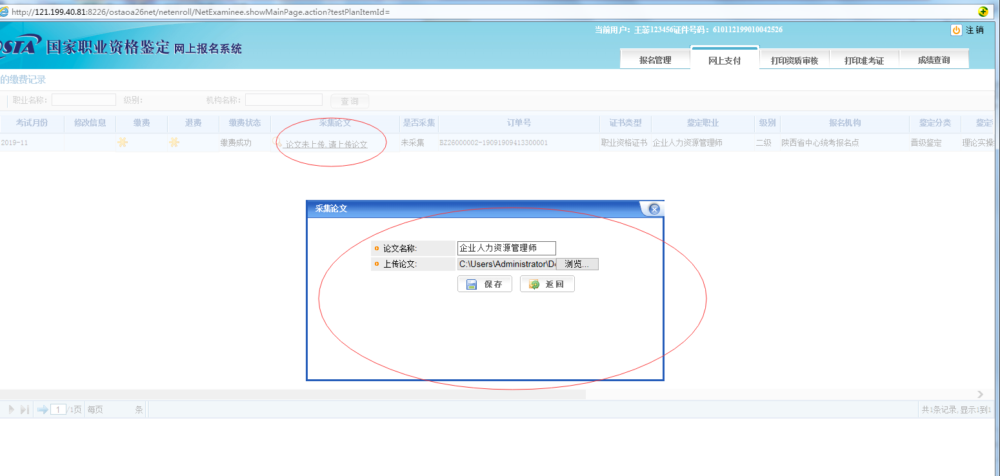 http://121.199.40.81:8226/ostaoa26net/netenroll/NetExaminee.showMainPage.action?testPlanItemId=
当前用户：王蕊123456证件号码：610112199010042526
注销
OSTA 国家职业资格鉴定 网上报名系统
报名管理 网上支付 打印资质审核 打印准考证 成绩查询
的缴费记录
职业名称: 级别: 机构名称: 查询
考试月份 修改信息 缴费 退费 缴费状态 采集论文 是否采集 订单号 证书类型 鉴定职业 级别 报名机构 鉴定分类 鉴定
2019-11 缴费成功 论文未上传,请上传论文 未采集 BZ26000002-19091909413300001 职业资格证书 企业人力资源管理师 二级 陕西省中心统考报名点 晋级鉴定 理论实操
采集论文
论文名称: 企业人力资源管理师
上传论文: C:\Users\Administrator\De 浏览...
保存 返回
1 /1页 每页 条
共1条记录,显示1到1